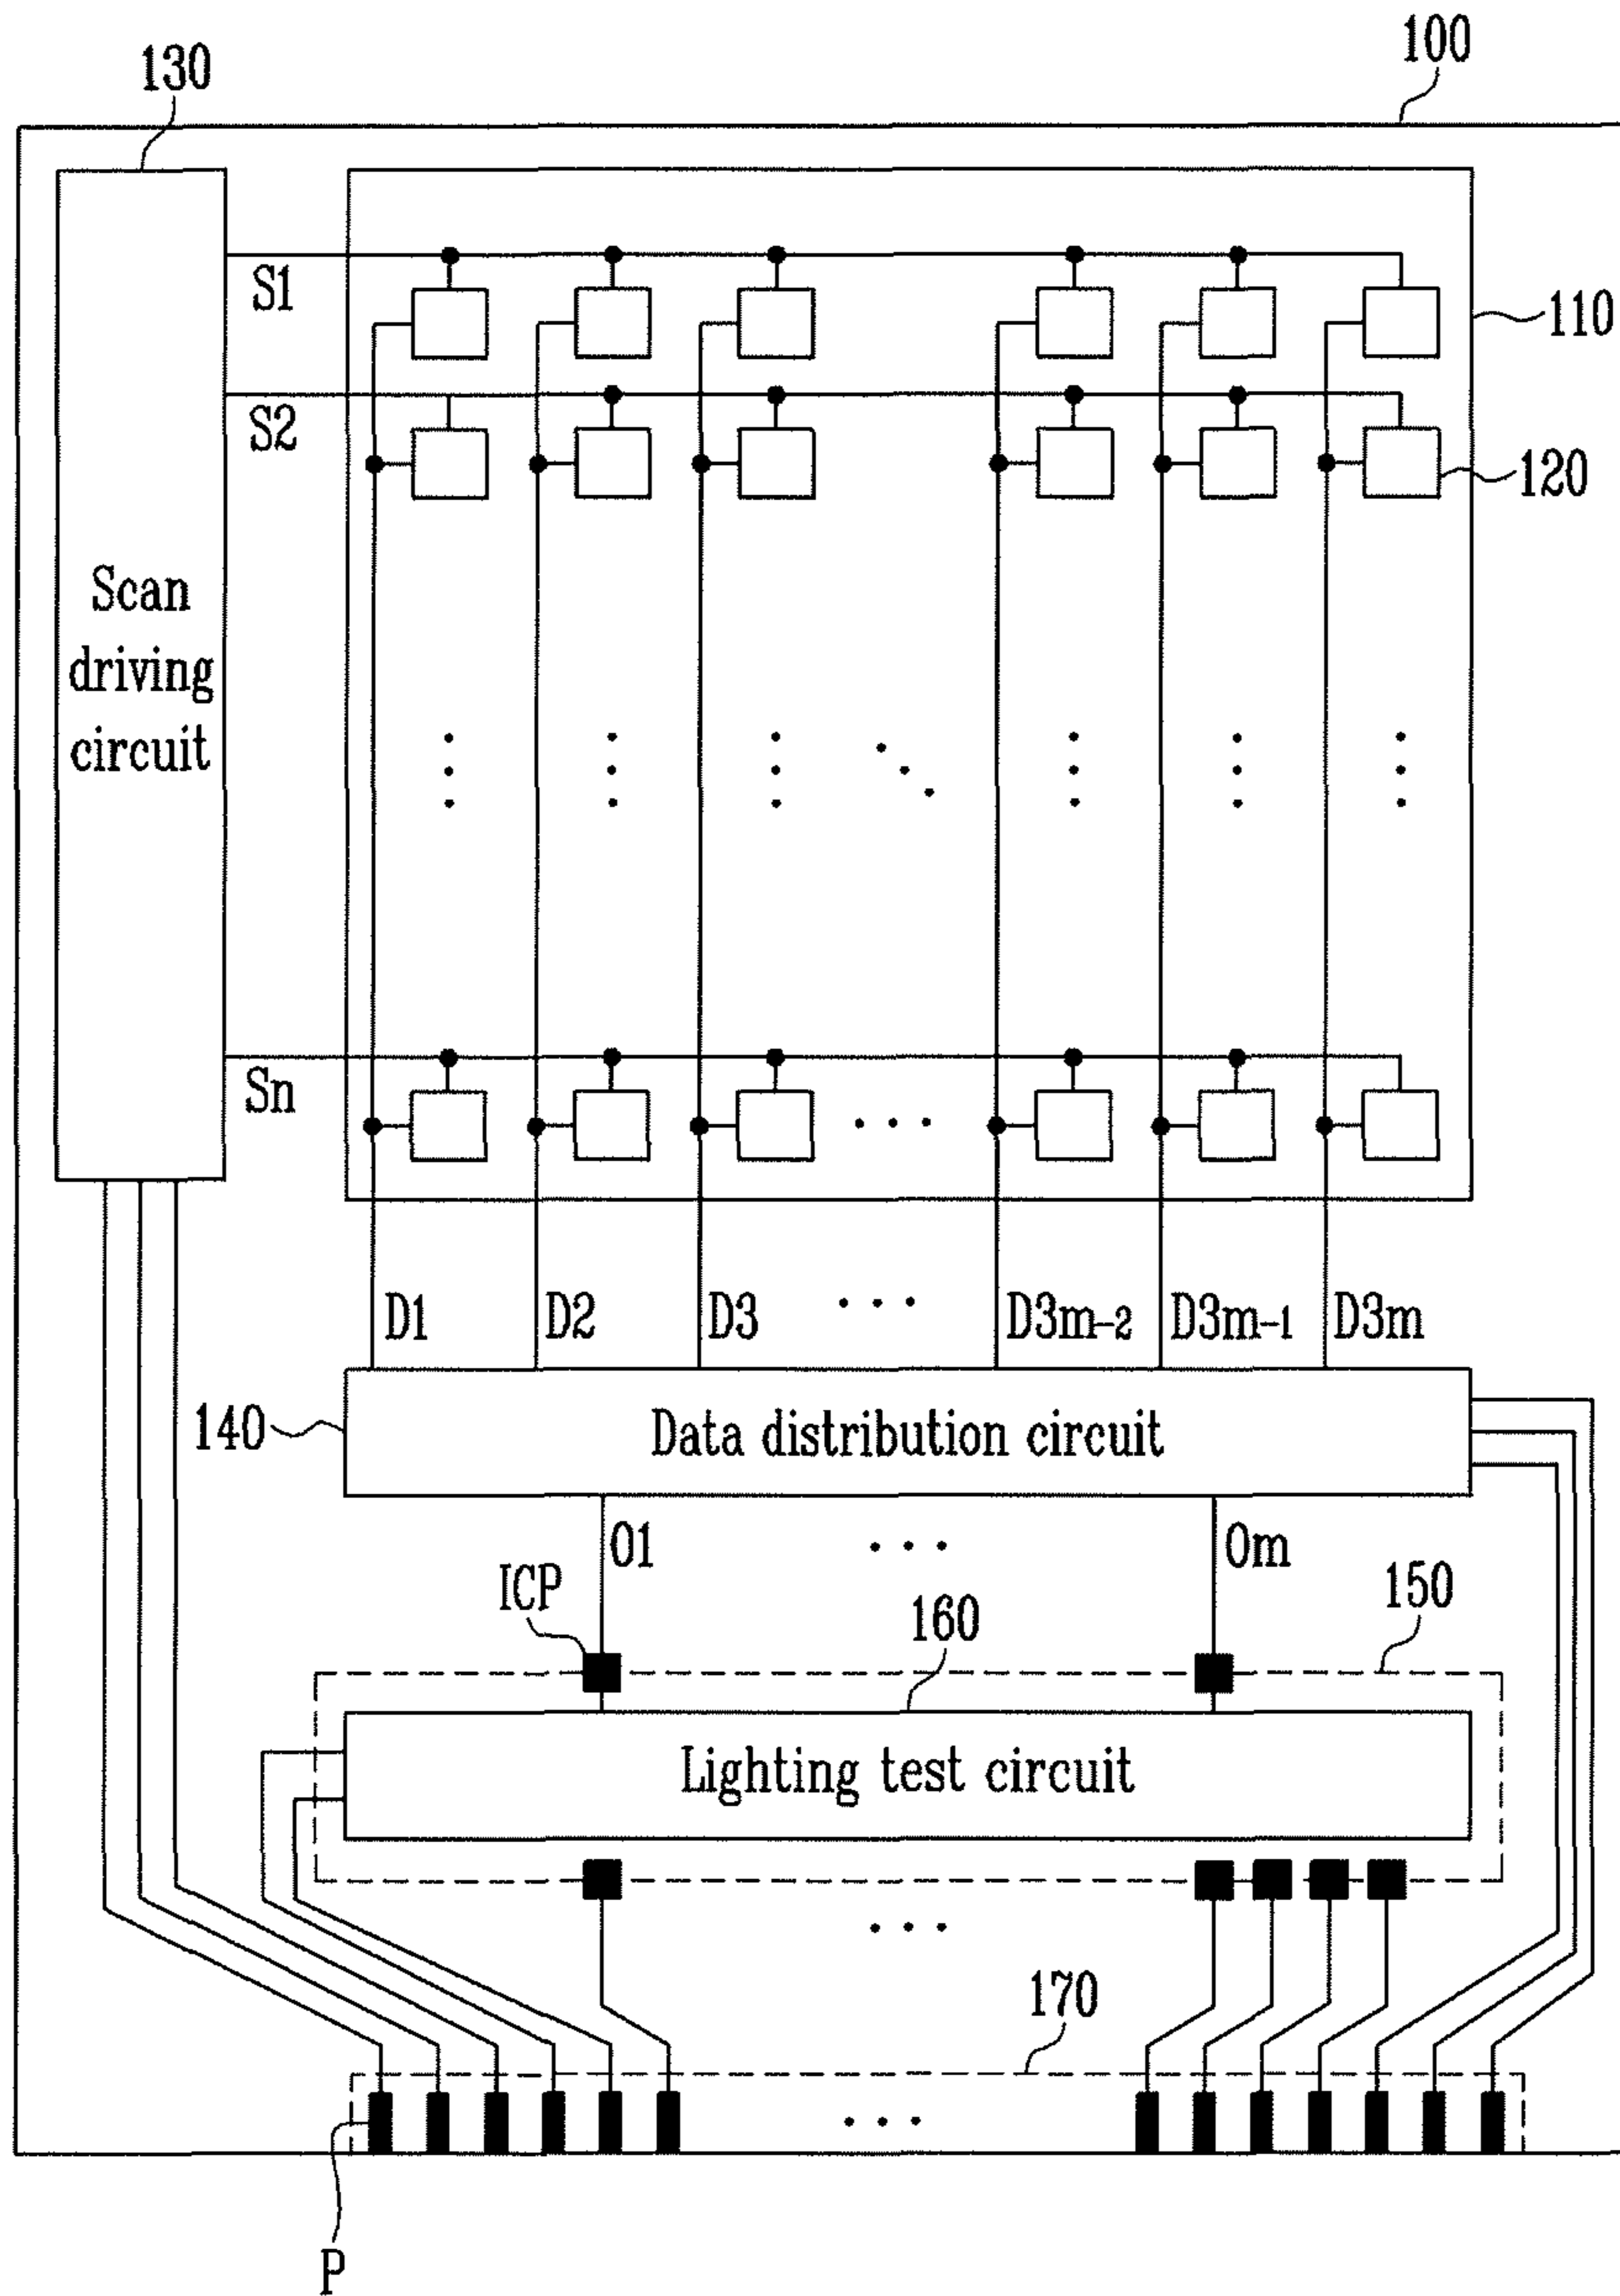 100
130
S1
110
S2
120
Scan
driving
circuit
Sn
D1 D2 D3 D3m-2 D3m-1 D3m
140
Data distribution circuit
O1 Om
ICP
160
150
Lighting test circuit
170
P